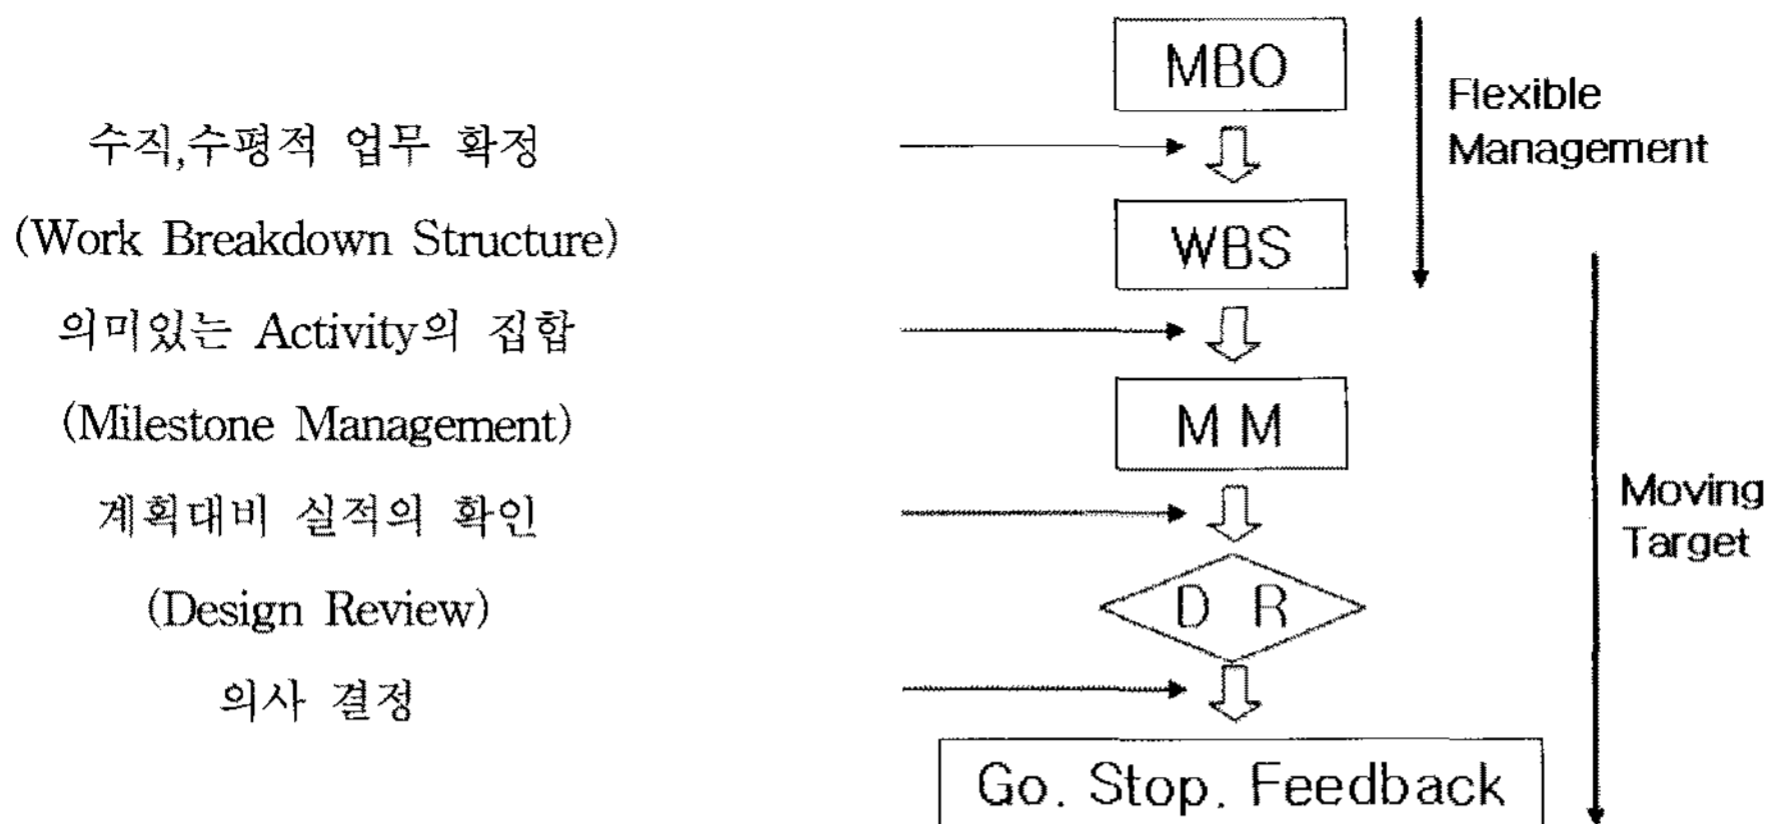 수직,수평적 업무 확정
(Work Breakdown Structure)
의미있는 Activity의 집합
(Milestone Management)
계획대비 실적의 확인
(Design Review)
의사 결정
MBO
WBS
M M
D R
Go. Stop. Feedback
Flexible
Management
Moving
Target